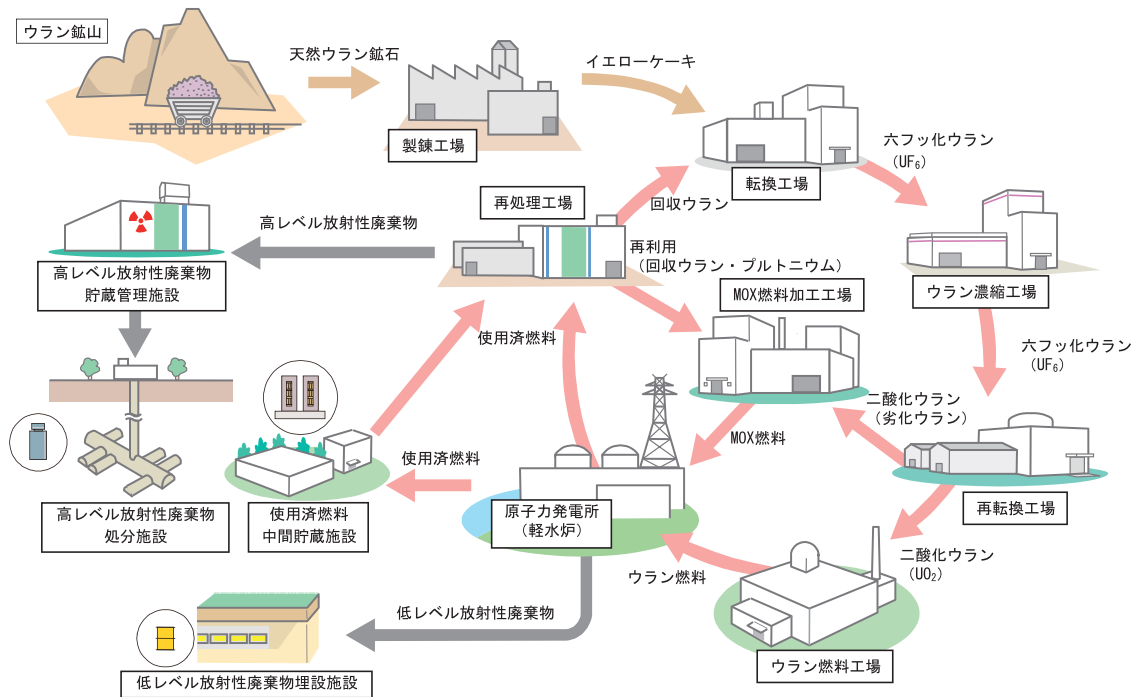 ウラン鉱山
天然ウラン鉱石
製錬工場
イエローケーキ
転換工場
六フッ化ウラン
(UF₆)
ウラン濃縮工場
六フッ化ウラン
(UF₆)
再転換工場
二酸化ウラン
(劣化ウラン)
二酸化ウラン
(UO₂)
ウラン燃料工場
ウラン燃料
MOX燃料加工工場
MOX燃料
再処理工場
回収ウラン
再利用
(回収ウラン・プルトニウム)
使用済燃料
原子力発電所
(軽水炉)
使用済燃料
使用済燃料
中間貯蔵施設
高レベル放射性廃棄物
高レベル放射性廃棄物
貯蔵管理施設
高レベル放射性廃棄物
処分施設
低レベル放射性廃棄物
低レベル放射性廃棄物埋設施設